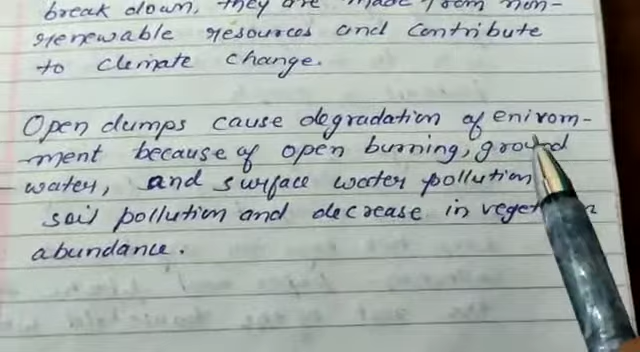 break down, they are made from non-
renewable resources and contribute
to climate change.
Open dumps cause degradation of enirom-
ment because of open burning, ground
water, and surface water pollution
soil pollution and decrease in
abundance.